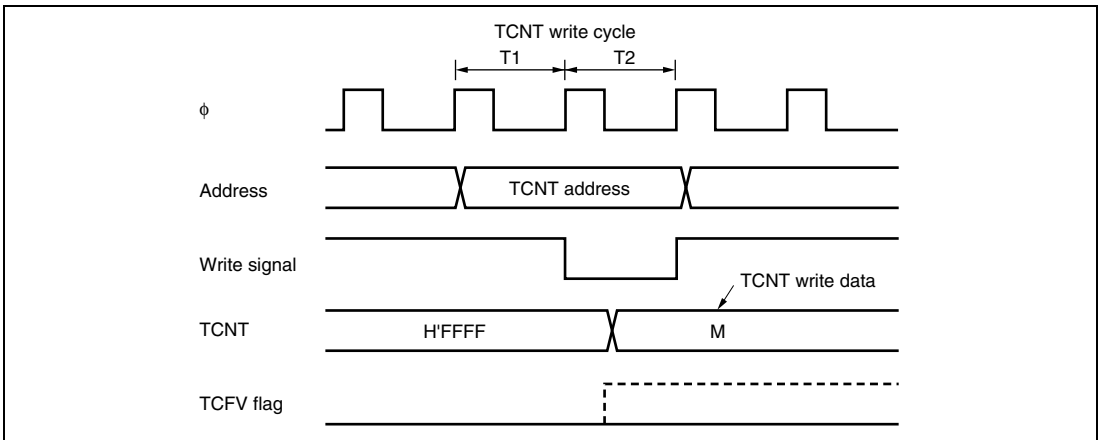 TCNT write cycle
T1 T2
ϕ
Address TCNT address
Write signal
TCNT write data
TCNT H'FFFF M
TCFV flag